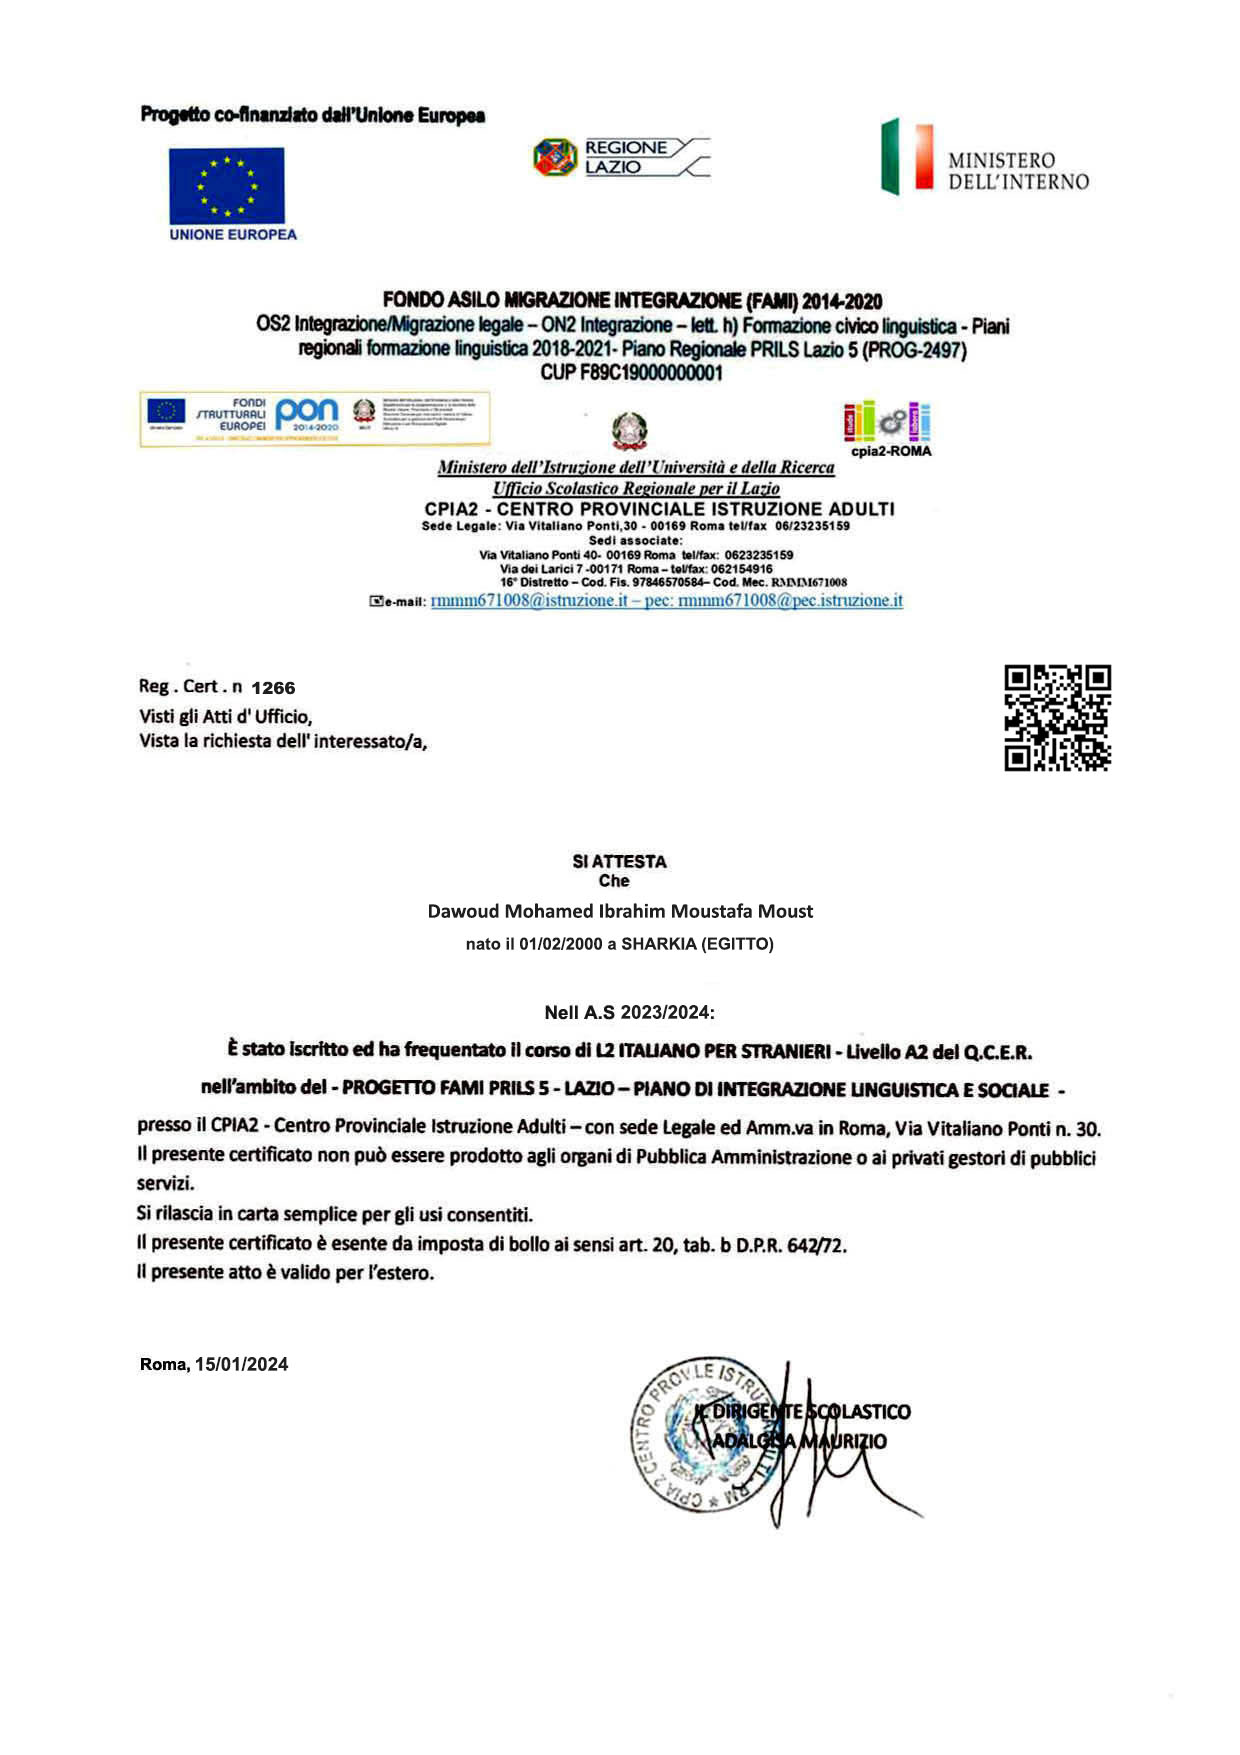 Progetto co-finanziato dall'Unione Europea
UNIONE EUROPEA
REGIONE
LAZIO
MINISTERO
DELL'INTERNO
FONDO ASILO MIGRAZIONE INTEGRAZIONE (FAMI) 2014-2020
OS2 Integrazione/Migrazione legale – ON2 Integrazione – lett. h) Formazione civico linguistica - Piani
regionali formazione linguistica 2018-2021- Piano Regionale PRILS Lazio 5 (PROG-2497)
CUP F89C19000000001
FONDI
STRUTTURALI
EUROPEI
pon
2014-2020
cpia2-ROMA
Ministero dell'Istruzione dell'Università e della Ricerca
Ufficio Scolastico Regionale per il Lazio
CPIA2 - CENTRO PROVINCIALE ISTRUZIONE ADULTI
Sede Legale: Via Vitaliano Ponti,30 - 00169 Roma tel/fax 06/23235159
Sedi associate:
Via Vitaliano Ponti 40- 00169 Roma tel/fax: 0623235159
Via dei Larici 7 -00171 Roma – tel/fax: 062154916
16° Distretto – Cod. Fis. 97846570584– Cod. Mec. RMMM671008
e-mail: rmmm671008@istruzione.it – pec: rmmm671008@pec.istruzione.it
Reg . Cert . n 1266
Visti gli Atti d' Ufficio,
Vista la richiesta dell' interessato/a,
SI ATTESTA
Che
Dawoud Mohamed Ibrahim Moustafa Moust
nato il 01/02/2000 a SHARKIA (EGITTO)
Nell A.S 2023/2024:
È stato iscritto ed ha frequentato il corso di L2 ITALIANO PER STRANIERI - Livello A2 del Q.C.E.R.
nell'ambito del - PROGETTO FAMI PRILS 5 - LAZIO – PIANO DI INTEGRAZIONE LINGUISTICA E SOCIALE -
presso il CPIA2 - Centro Provinciale Istruzione Adulti – con sede Legale ed Amm.va in Roma, Via Vitaliano Ponti n. 30.
Il presente certificato non può essere prodotto agli organi di Pubblica Amministrazione o ai privati gestori di pubblici
servizi.
Si rilascia in carta semplice per gli usi consentiti.
Il presente certificato è esente da imposta di bollo ai sensi art. 20, tab. b D.P.R. 642/72.
Il presente atto è valido per l'estero.
Roma, 15/01/2024
IL DIRIGENTE SCOLASTICO
ADALGISA MAURIZIO
CPIA 2 CENTRO PROV.LE ISTRUZ. ADULTI - RM